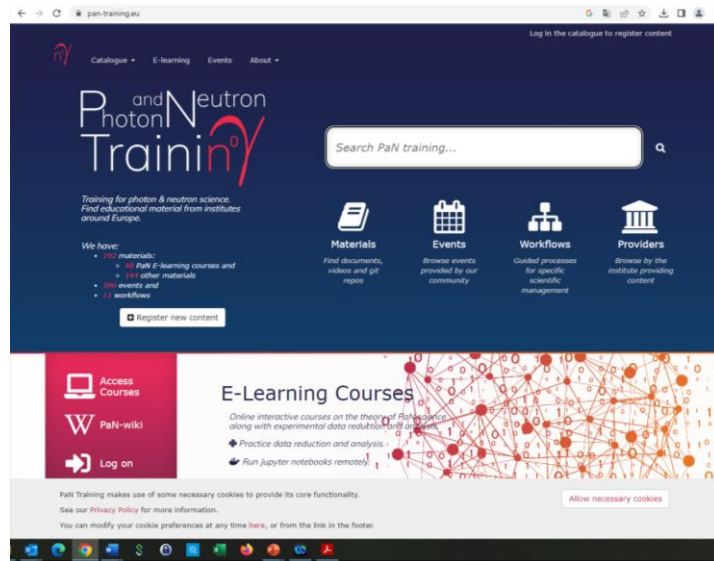 pan-training.eu
Log in the catalogue to register content
Catalogue
E-learning
Events
About
Photon and Neutron
Training
Search PaN training...
Training for photon & neutron science.
Find educational material from institutes
around Europe.
We have:
192 materials:
48 PaN E-learning courses and
144 other materials
396 events and
11 workflows
Register new content
Materials
Find documents,
videos and git
repos
Events
Browse events
provided by our
community
Workflows
Guided processes
for specific
scientific
management
Providers
Browse by the
institute providing
content
Access
Courses
PaN-wiki
Log on
E-Learning Courses
Online interactive courses on the theory of PaN science
along with experimental data reduction and analysis.
Practice data reduction and analysis.
Run Jupyter notebooks remotely.
PaN Training makes use of some necessary cookies to provide its core functionality.
See our Privacy Policy for more information.
You can modify your cookie preferences at any time here, or from the link in the footer.
Allow necessary cookies